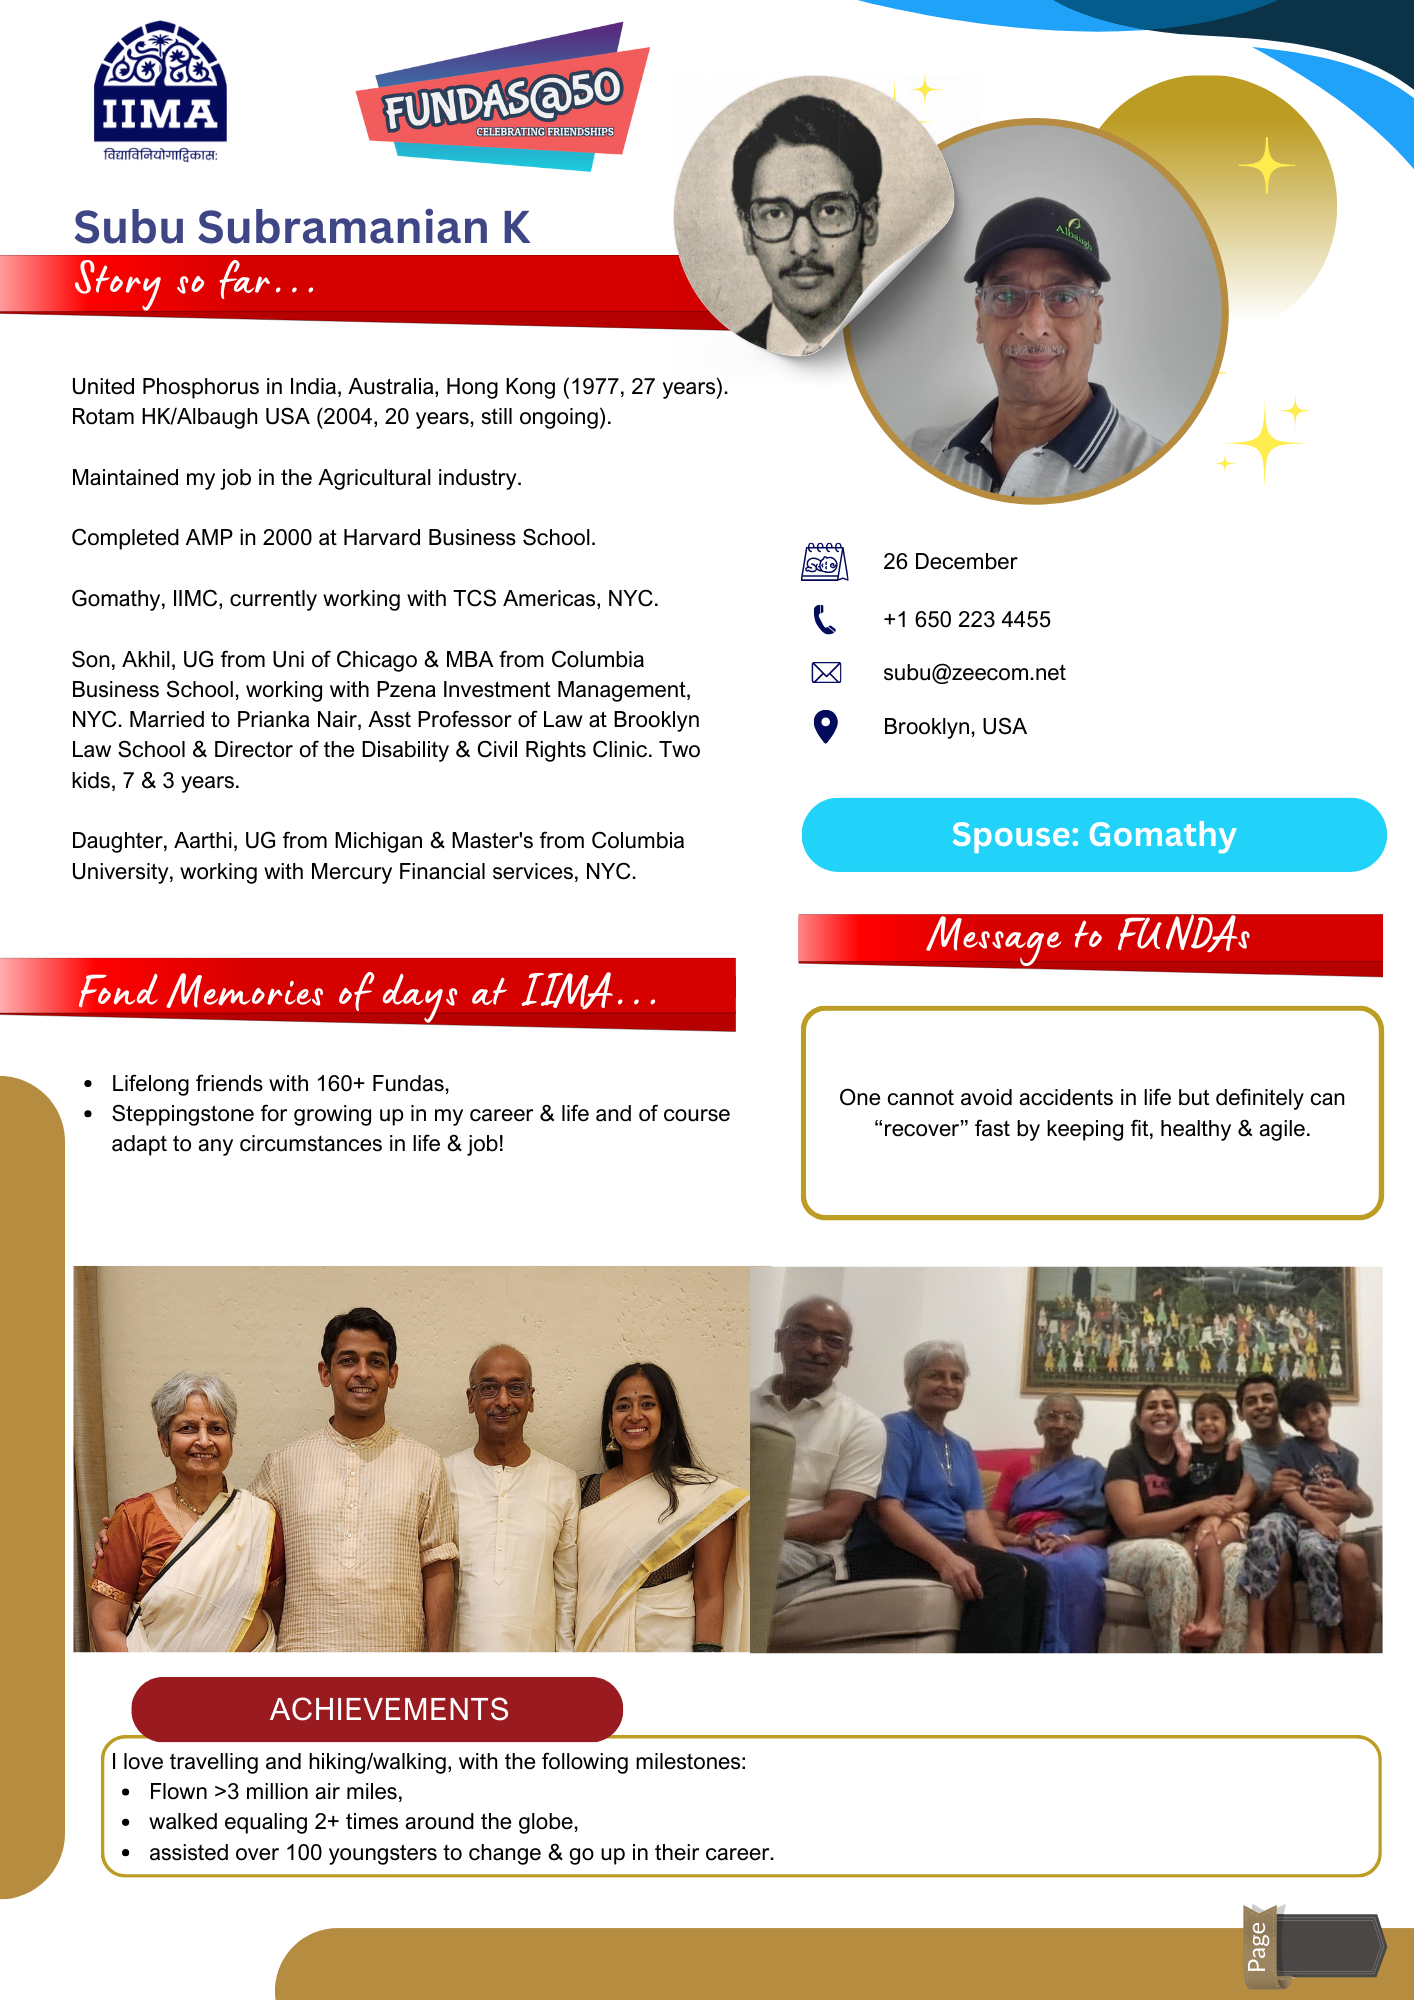 IIMA
विद्याविनियोगाद्विकास:
FUNDAS@50
CELEBRATING FRIENDSHIPS
Albaugh
Subu Subramanian K
Story so far...
United Phosphorus in India, Australia, Hong Kong (1977, 27 years).
Rotam HK/Albaugh USA (2004, 20 years, still ongoing).
Maintained my job in the Agricultural industry.
Completed AMP in 2000 at Harvard Business School.
Gomathy, IIMC, currently working with TCS Americas, NYC.
Son, Akhil, UG from Uni of Chicago & MBA from Columbia
Business School, working with Pzena Investment Management,
NYC. Married to Prianka Nair, Asst Professor of Law at Brooklyn
Law School & Director of the Disability & Civil Rights Clinic. Two
kids, 7 & 3 years.
Daughter, Aarthi, UG from Michigan & Master's from Columbia
University, working with Mercury Financial services, NYC.
26 December
+1 650 223 4455
subu@zeecom.net
Brooklyn, USA
Spouse: Gomathy
Message to FUNDAs
One cannot avoid accidents in life but definitely can
“recover” fast by keeping fit, healthy & agile.
Fond Memories of days at IIMA...
• Lifelong friends with 160+ Fundas,
• Steppingstone for growing up in my career & life and of course
adapt to any circumstances in life & job!
ACHIEVEMENTS
I love travelling and hiking/walking, with the following milestones:
• Flown >3 million air miles,
• walked equaling 2+ times around the globe,
• assisted over 100 youngsters to change & go up in their career.
Page